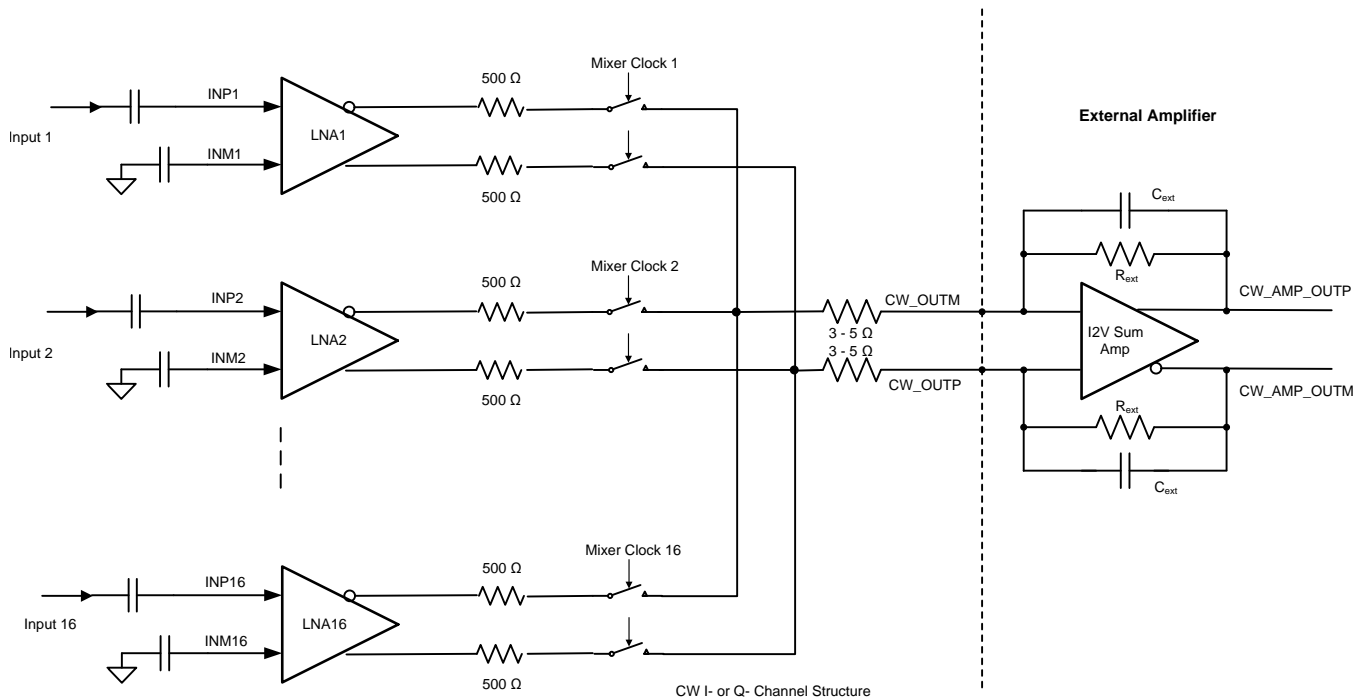 500 Ω
Mixer Clock 1
INP1
LNA1
Input 1
INM1
500 Ω
External Amplifier
Cext
Rext
500 Ω
Mixer Clock 2
INP2
LNA2
Input 2
INM2
500 Ω
CW_OUTM
3 - 5 Ω
3 - 5 Ω
CW_OUTP
I2V Sum
Amp
CW_AMP_OUTP
CW_AMP_OUTM
Rext
Cext
500 Ω
Mixer Clock 16
INP16
LNA16
Input 16
INM16
500 Ω
CW I- or Q- Channel Structure